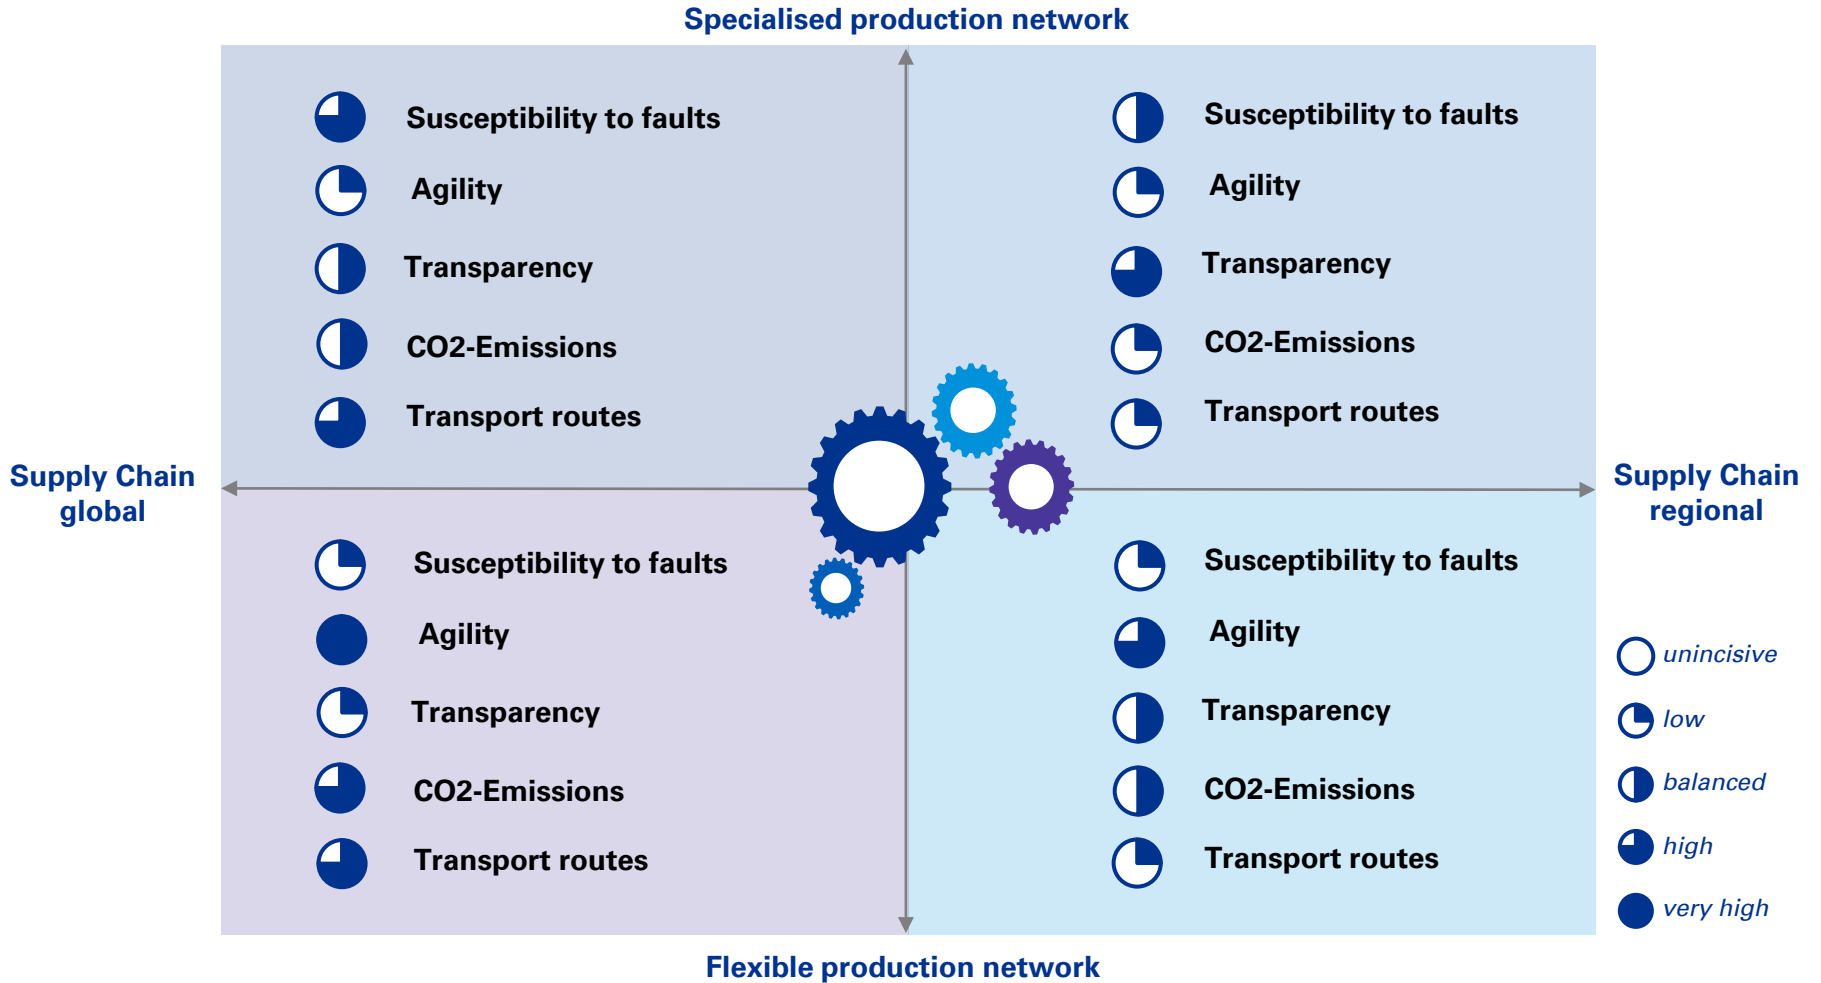 Specialised production network
Susceptibility to faults
Agility
Transparency
CO2-Emissions
Transport routes
Susceptibility to faults
Agility
Transparency
CO2-Emissions
Transport routes
Supply Chain
global
Supply Chain
regional
Susceptibility to faults
Agility
Transparency
CO2-Emissions
Transport routes
Susceptibility to faults
Agility
Transparency
CO2-Emissions
Transport routes
unincisive
low
balanced
high
very high
Flexible production network